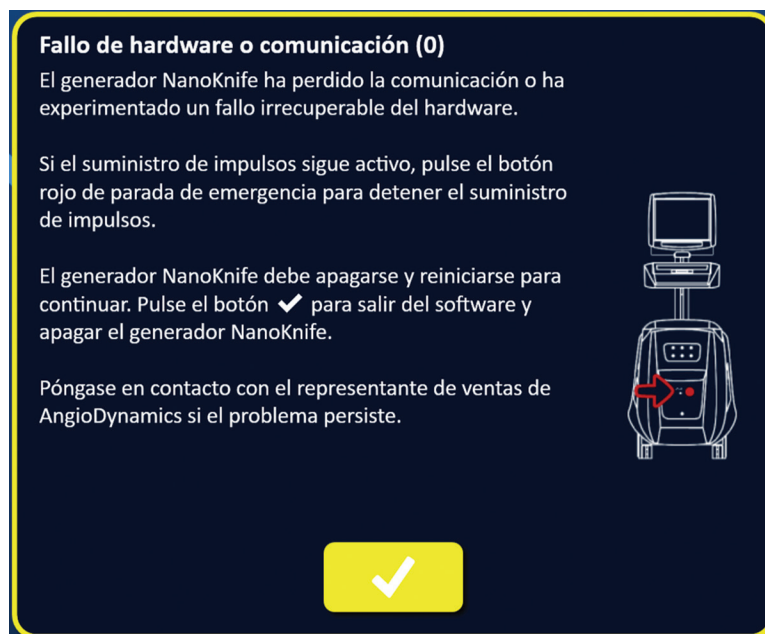 Fallo de hardware o comunicación (0)
El generador NanoKnife ha perdido la comunicación o ha
experimentado un fallo irrecuperable del hardware.
Si el suministro de impulsos sigue activo, pulse el botón
rojo de parada de emergencia para detener el suministro
de impulsos.
El generador NanoKnife debe apagarse y reiniciarse para
continuar. Pulse el botón ✔ para salir del software y
apagar el generador NanoKnife.
Póngase en contacto con el representante de ventas de
AngioDynamics si el problema persiste.